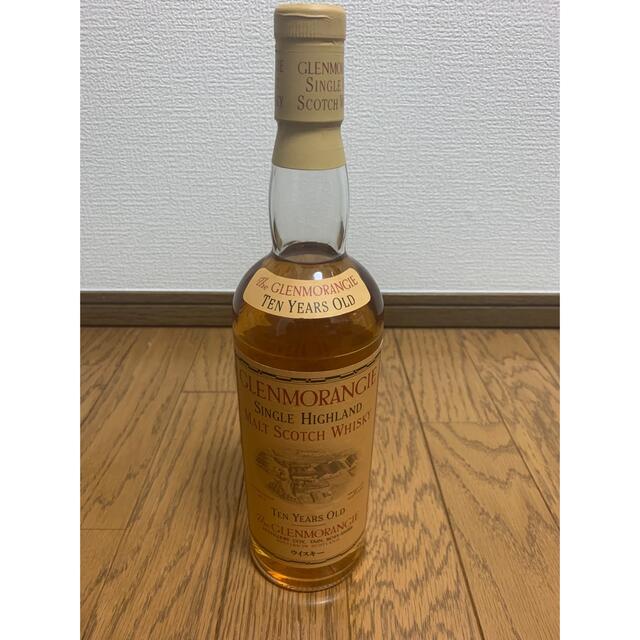 GLENMOR
SINGLE
SCOTCH W
The GLENMORANGIE
TEN YEARS OLD
GLENMORANGIE
SINGLE HIGHLAND
MALT SCOTCH WHISKY
TEN YEARS OLD
The GLENMORANGIE
ウイスキー